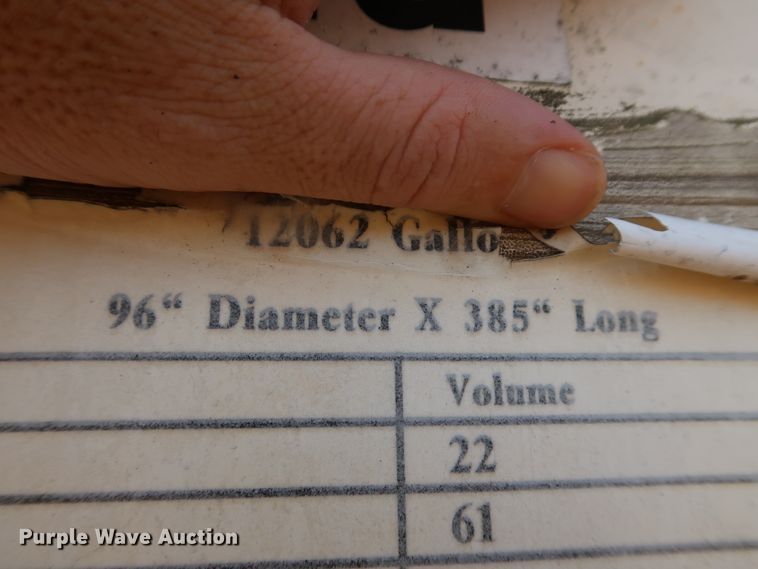 12062 Gallo
96“ Diameter X 385“ Long
Volume
22
61
Purple Wave Auction